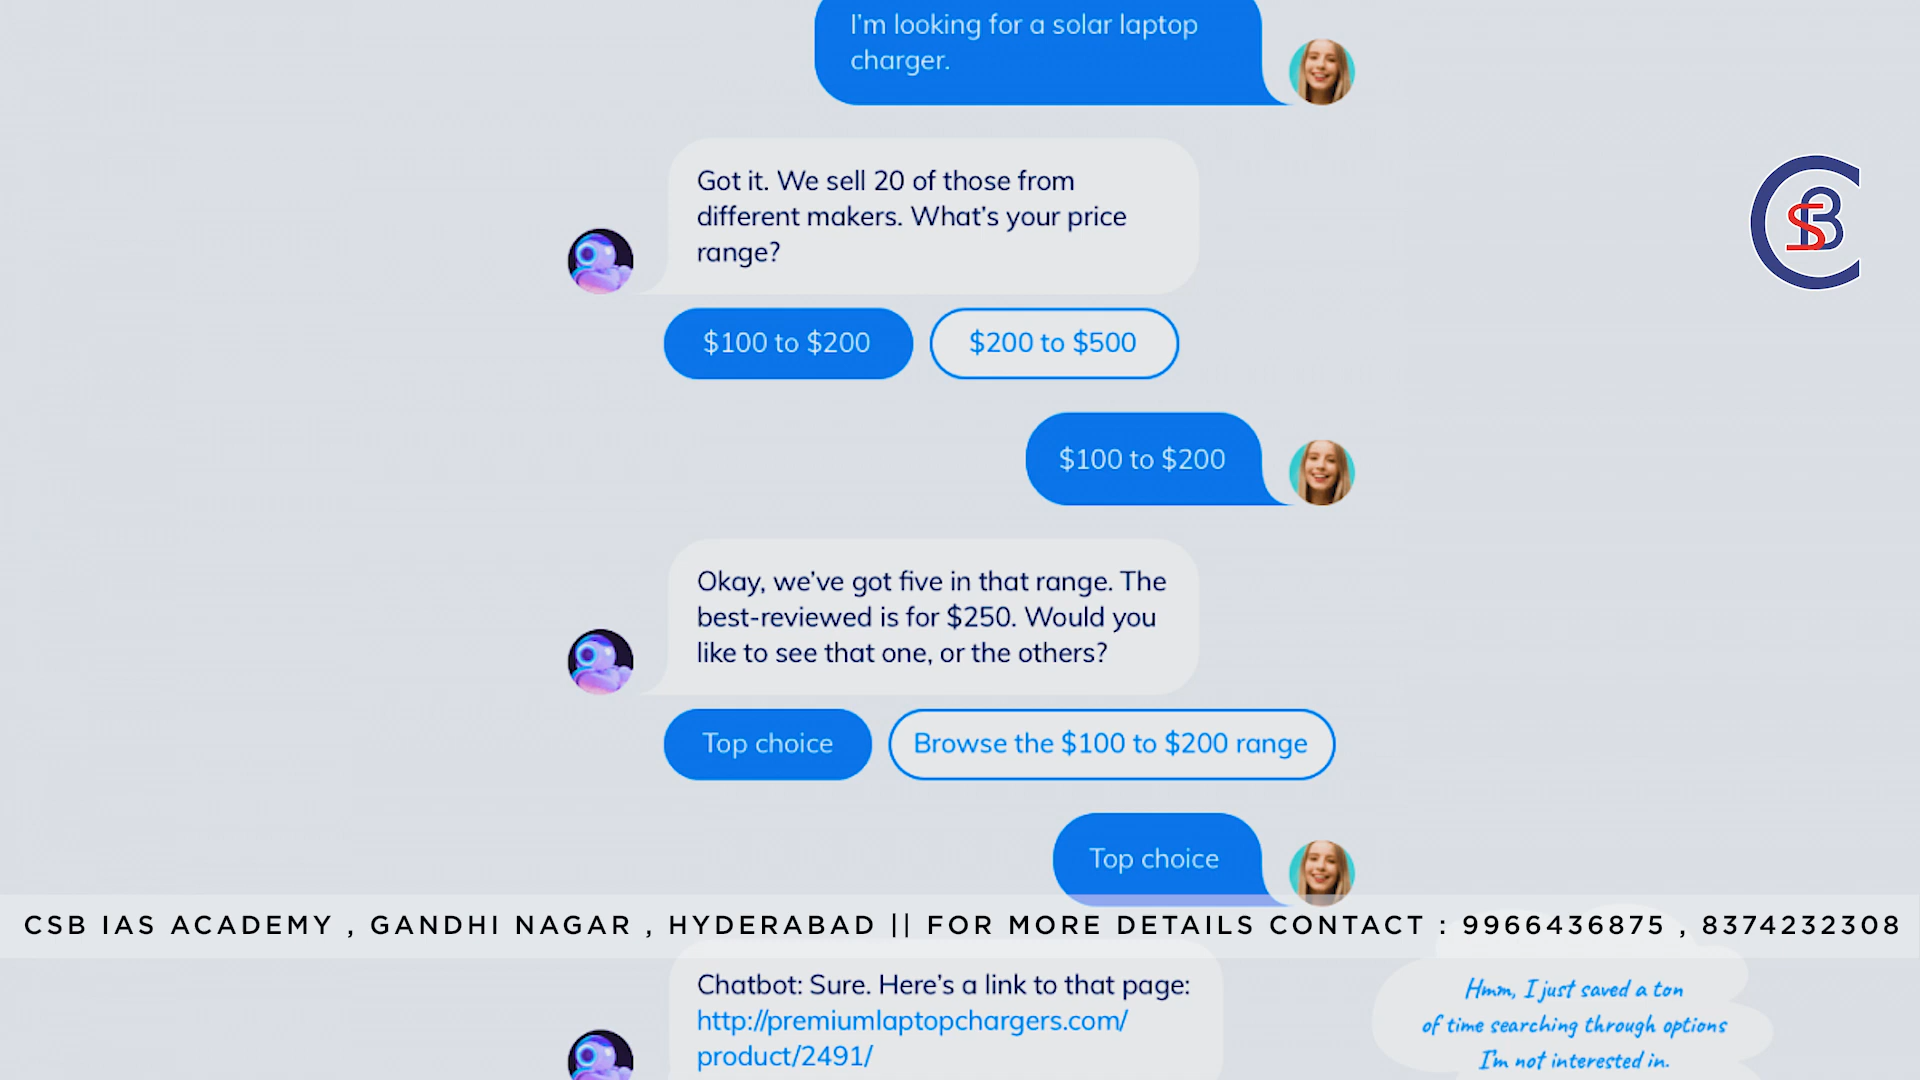 I'm looking for a solar laptop
charger.
Got it. We sell 20 of those from
different makers. What's your price
range?
$100 to $200
$200 to $500
$100 to $200
Okay, we've got five in that range. The
best-reviewed is for $250. Would you
like to see that one, or the others?
Top choice
Browse the $100 to $200 range
Top choice
CSB IAS ACADEMY , GANDHI NAGAR , HYDERABAD || FOR MORE DETAILS CONTACT : 9966436875 , 8374232308
Chatbot: Sure. Here's a link to that page:
http://premiumlaptopchargers.com/
product/2491/
Hmm, I just saved a ton
of time searching through options
I'm not interested in.
CSB